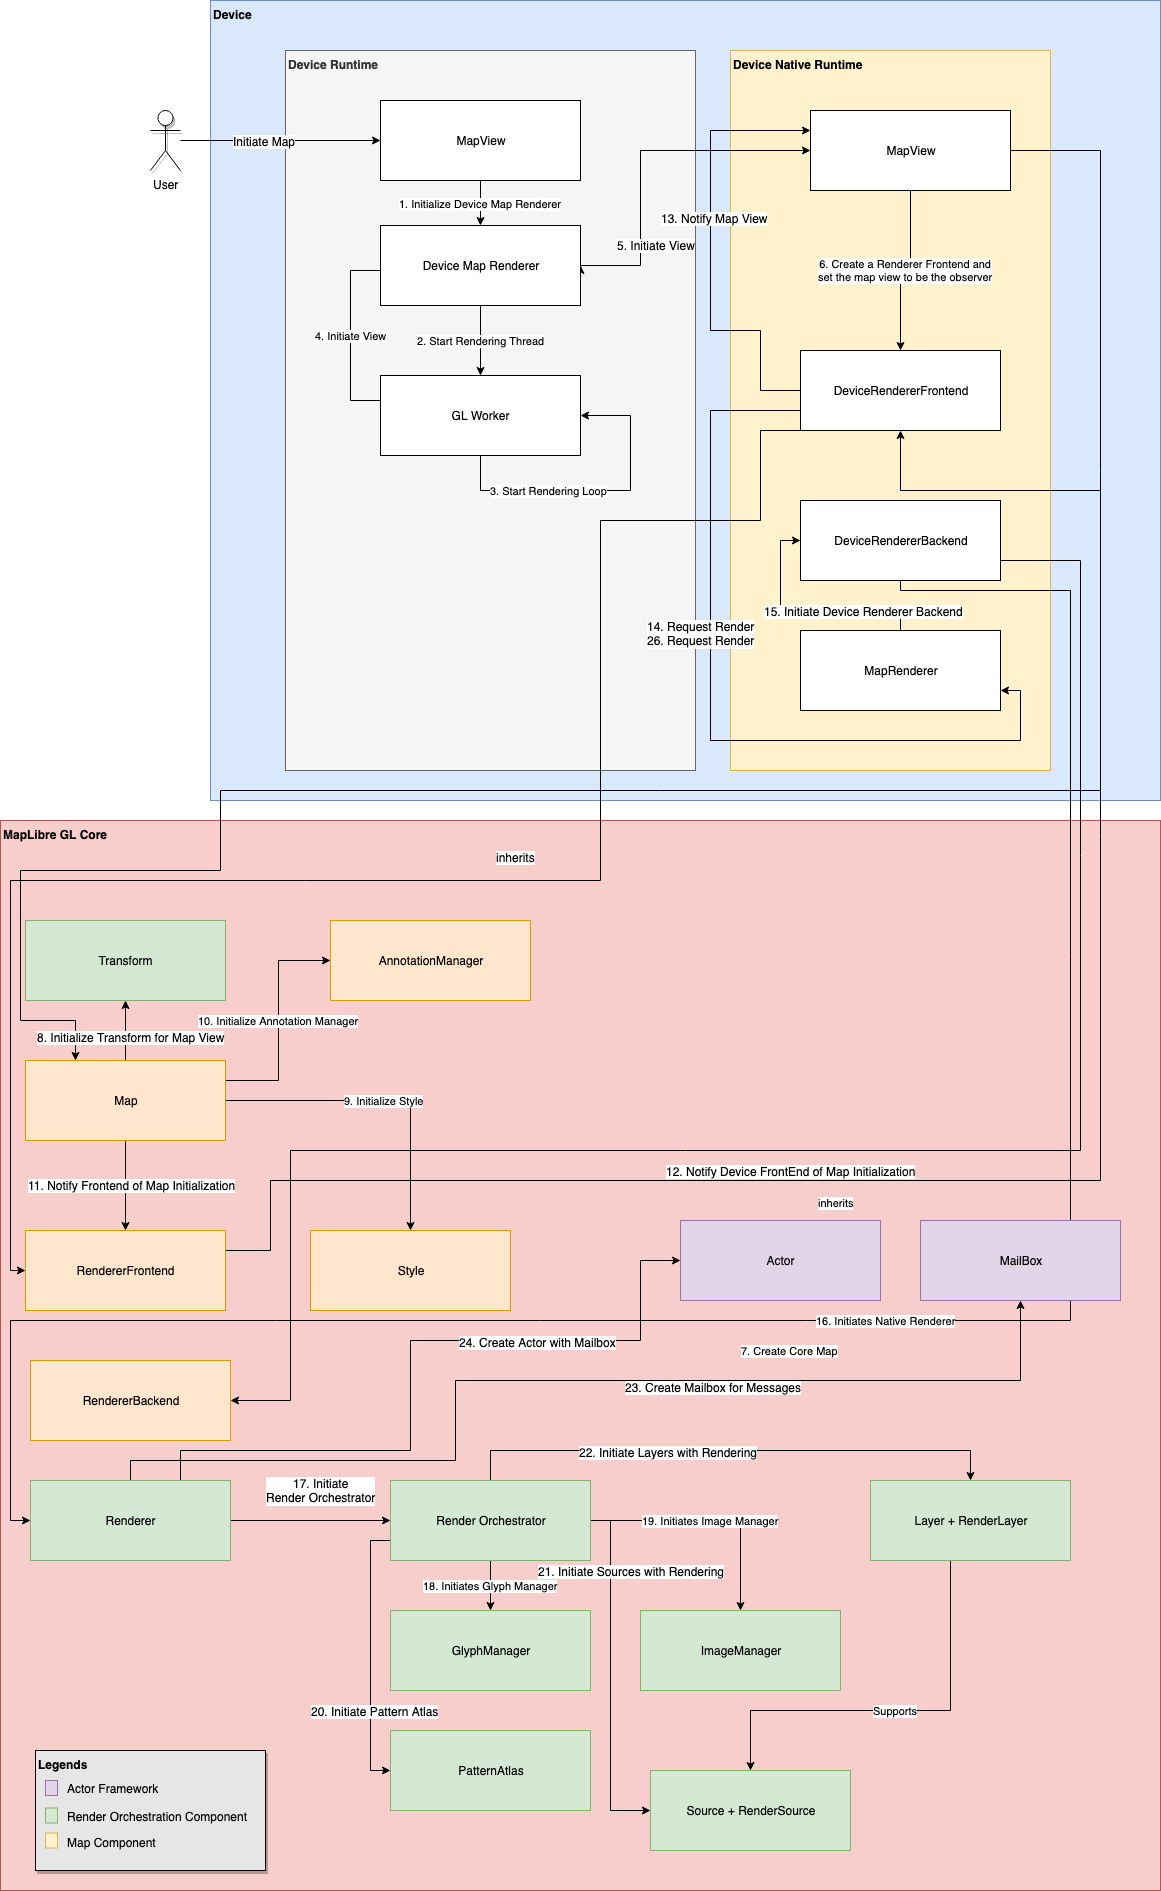 Device
Device Runtime
Device Native Runtime
MapView
MapView
Initiate Map
User
1. Initialize Device Map Renderer
13. Notify Map View
5. Initiate View
Device Map Renderer
6. Create a Renderer Frontend and
set the map view to be the observer
4. Initiate View
2. Start Rendering Thread
DeviceRendererFrontend
GL Worker
3. Start Rendering Loop
DeviceRendererBackend
15. Initiate Device Renderer Backend
14. Request Render
26. Request Render
MapRenderer
MapLibre GL Core
inherits
Transform
AnnotationManager
10. Initialize Annotation Manager
8. Initialize Transform for Map View
Map
9. Initialize Style
12. Notify Device FrontEnd of Map Initialization
11. Notify Frontend of Map Initialization
inherits
RendererFrontend
Style
Actor
MailBox
16. Initiates Native Renderer
24. Create Actor with Mailbox
7. Create Core Map
23. Create Mailbox for Messages
RendererBackend
22. Initiate Layers with Rendering
17. Initiate
Render Orchestrator
Renderer
Render Orchestrator
19. Initiates Image Manager
Layer + RenderLayer
21. Initiate Sources with Rendering
18. Initiates Glyph Manager
GlyphManager
ImageManager
20. Initiate Pattern Atlas
Supports
PatternAtlas
Source + RenderSource
Legends
Actor Framework
Render Orchestration Component
Map Component